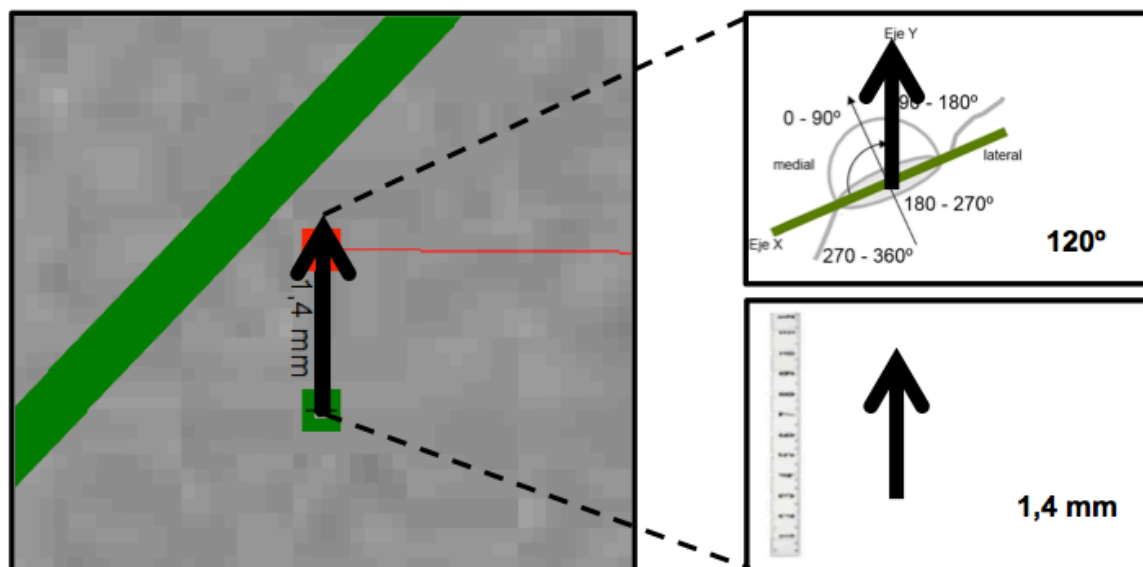 1,4 mm
Eje Y
90 - 180º
0 - 90º
medial
lateral
180 - 270º
Eje X
270 - 360º
120º
1,4 mm